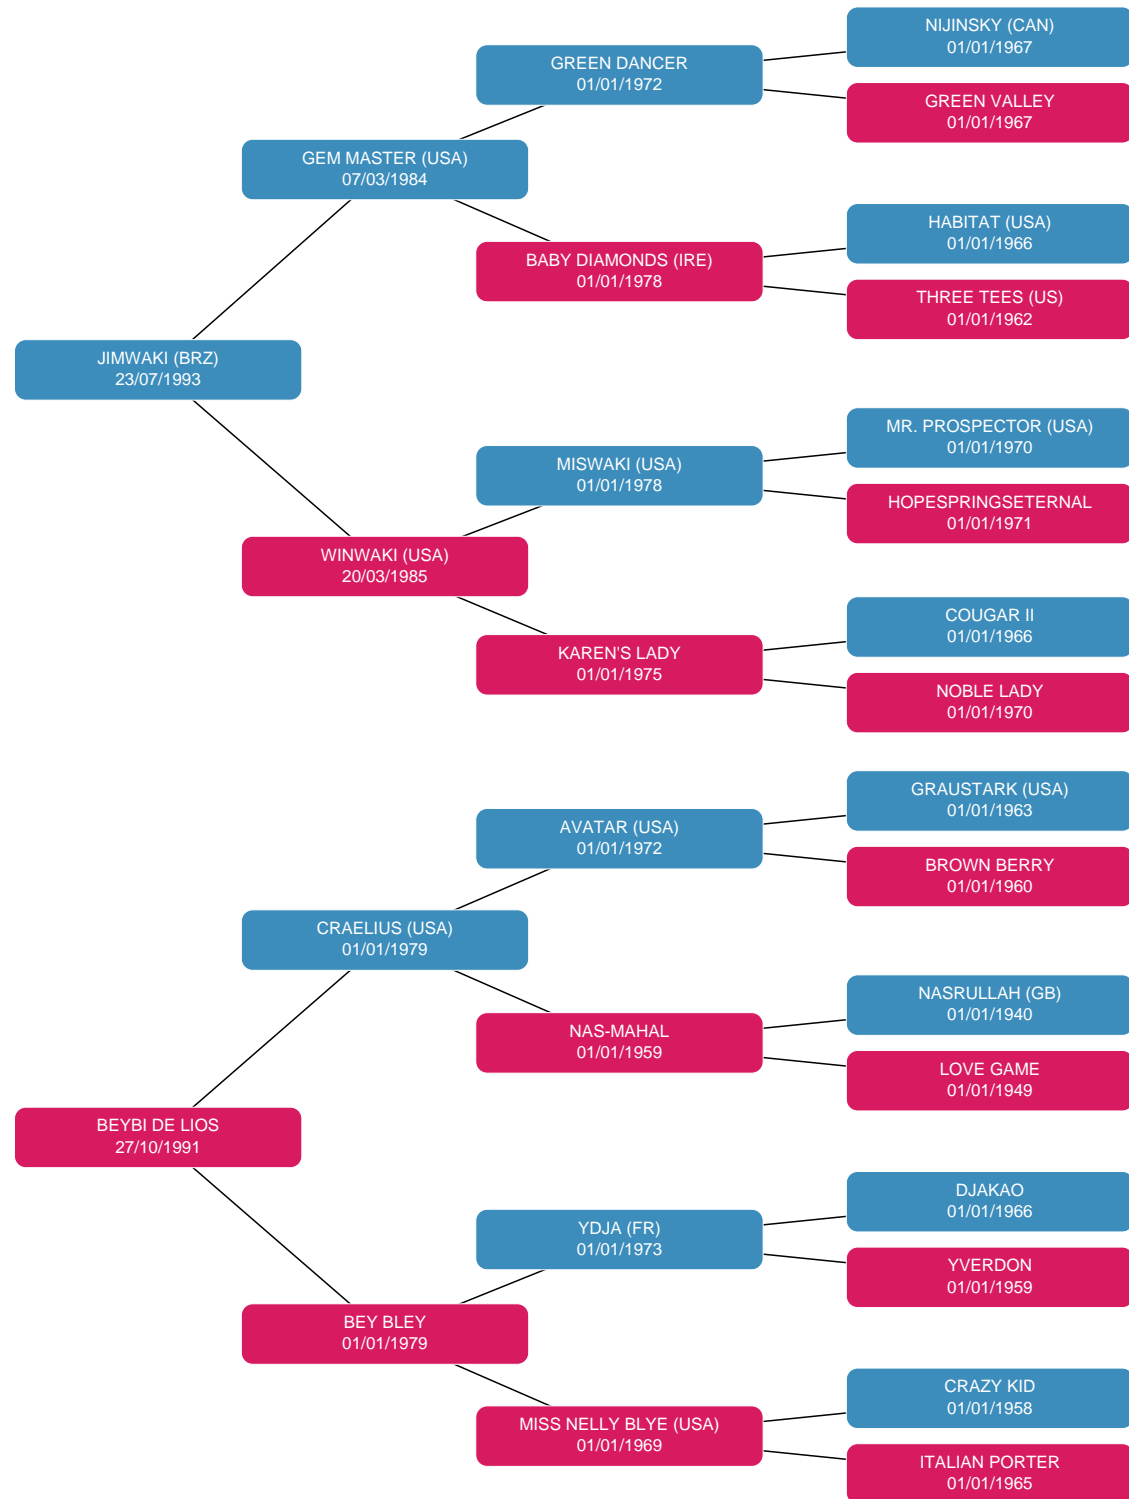 NIJINSKY (CAN)
01/01/1967
GREEN DANCER
01/01/1972
GREEN VALLEY
01/01/1967
GEM MASTER (USA)
07/03/1984
HABITAT (USA)
01/01/1966
BABY DIAMONDS (IRE)
01/01/1978
THREE TEES (US)
01/01/1962
JIMWAKI (BRZ)
23/07/1993
MR. PROSPECTOR (USA)
01/01/1970
MISWAKI (USA)
01/01/1978
HOPESPRINGSETERNAL
01/01/1971
WINWAKI (USA)
20/03/1985
COUGAR II
01/01/1966
KAREN'S LADY
01/01/1975
NOBLE LADY
01/01/1970
GRAUSTARK (USA)
01/01/1963
AVATAR (USA)
01/01/1972
BROWN BERRY
01/01/1960
CRAELIUS (USA)
01/01/1979
NASRULLAH (GB)
01/01/1940
NAS-MAHAL
01/01/1959
LOVE GAME
01/01/1949
BEYBI DE LIOS
27/10/1991
DJAKAO
01/01/1966
YDJA (FR)
01/01/1973
YVERDON
01/01/1959
BEY BLEY
01/01/1979
CRAZY KID
01/01/1958
MISS NELLY BLYE (USA)
01/01/1969
ITALIAN PORTER
01/01/1965